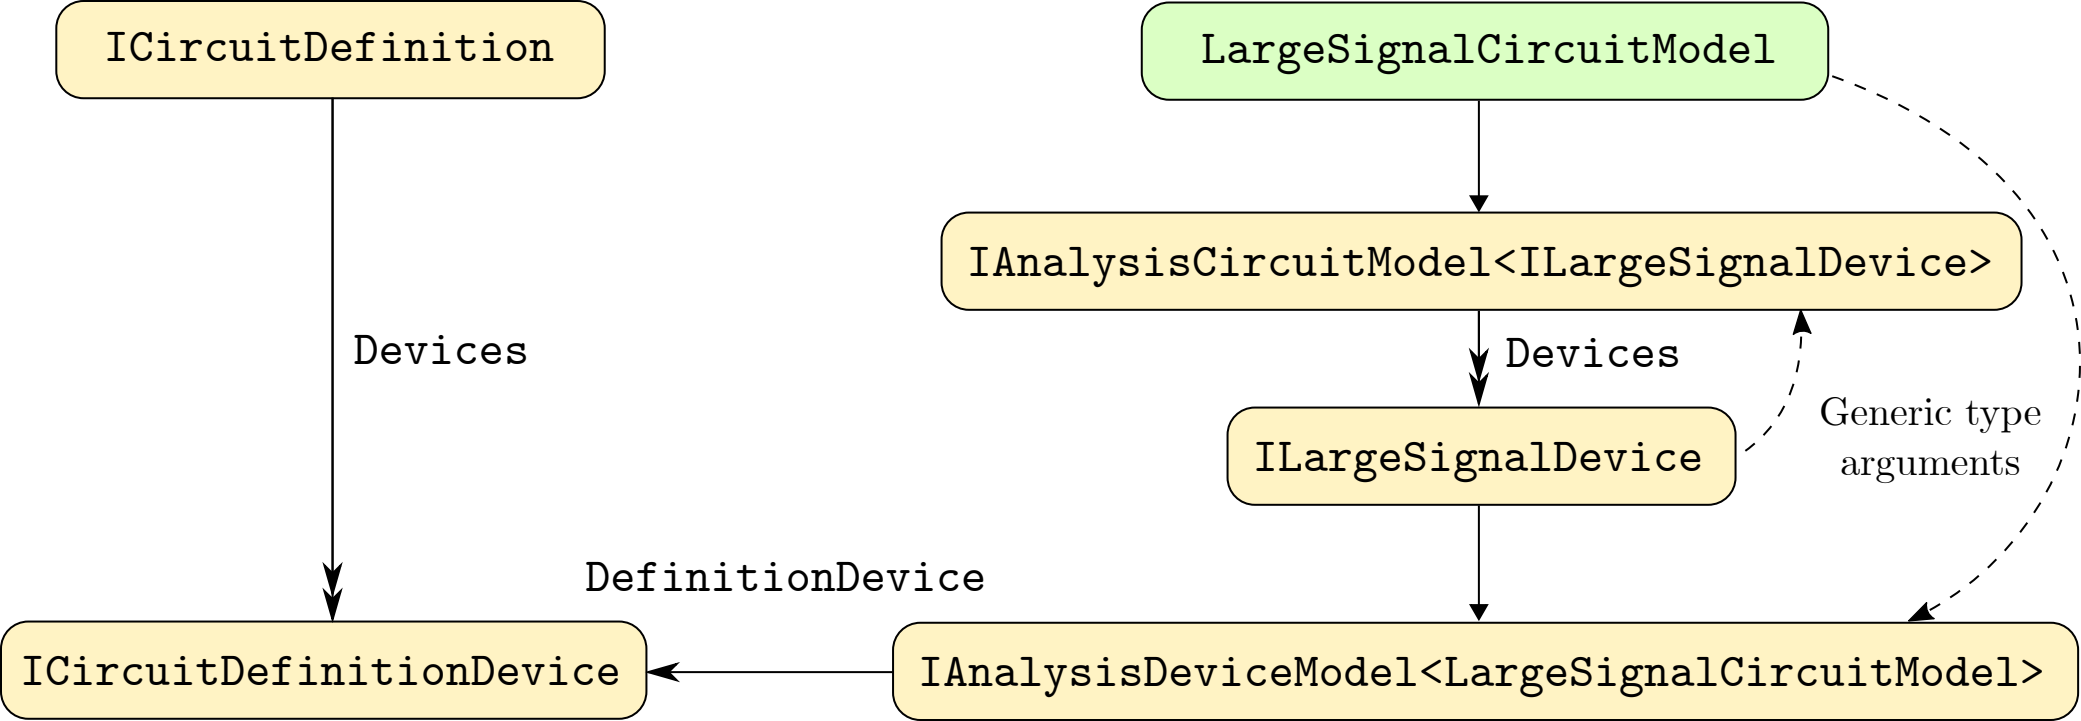 ICircuitDefinition
LargeSignalCircuitModel
IAnalysisCircuitModel<ILargeSignalDevice>
Devices
Devices
Generic type
arguments
ILargeSignalDevice
DefinitionDevice
ICircuitDefinitionDevice
IAnalysisDeviceModel<LargeSignalCircuitModel>